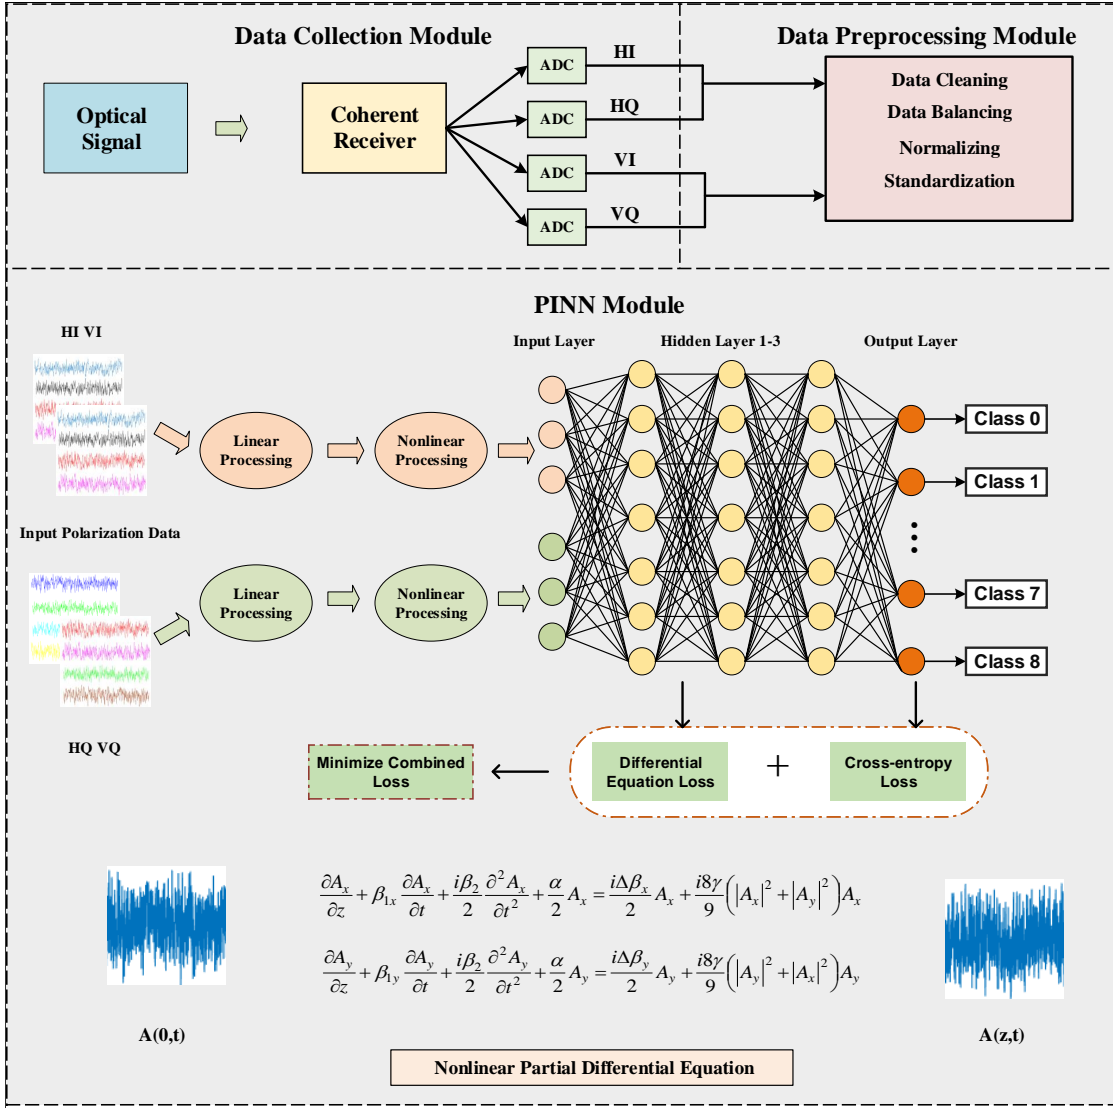 Data Collection Module
Data Preprocessing Module
Optical
Signal
Coherent
Receiver
ADC
HI
ADC
HQ
ADC
VI
ADC
VQ
Data Cleaning
Data Balancing
Normalizing
Standardization
PINN Module
HI VI
Input Layer
Hidden Layer 1-3
Output Layer
Linear
Processing
Nonlinear
Processing
Class 0
Class 1
Input Polarization Data
Linear
Processing
Nonlinear
Processing
Class 7
Class 8
HQ VQ
Minimize Combined
Loss
Differential
Equation Loss
+
Cross-entropy
Loss
∂A_x/∂z + β_{1x} ∂A_x/∂t + iβ_2/2 ∂²A_x/∂t² + α/2 A_x = iΔβ_x/2 A_x + i8γ/9 (|A_x|² + |A_y|²) A_x
∂A_y/∂z + β_{1y} ∂A_y/∂t + iβ_2/2 ∂²A_y/∂t² + α/2 A_y = iΔβ_y/2 A_y + i8γ/9 (|A_y|² + |A_x|²) A_y
A(0,t)
A(z,t)
Nonlinear Partial Differential Equation